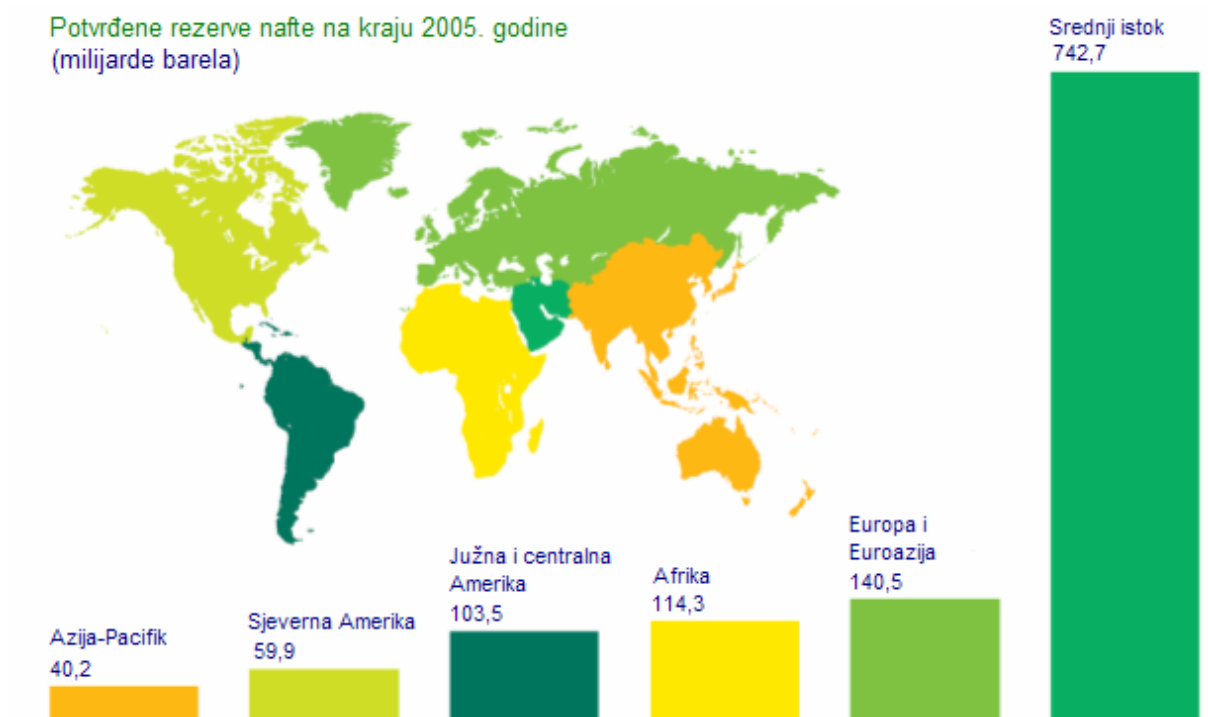 Potvrđene rezerve nafte na kraju 2005. godine
(milijarde barela)
Srednji istok
742,7
Europa i
Euroazija
140,5
Afrika
114,3
Južna i centralna
Amerika
103,5
Sjeverna Amerika
59,9
Azija-Pacifik
40,2